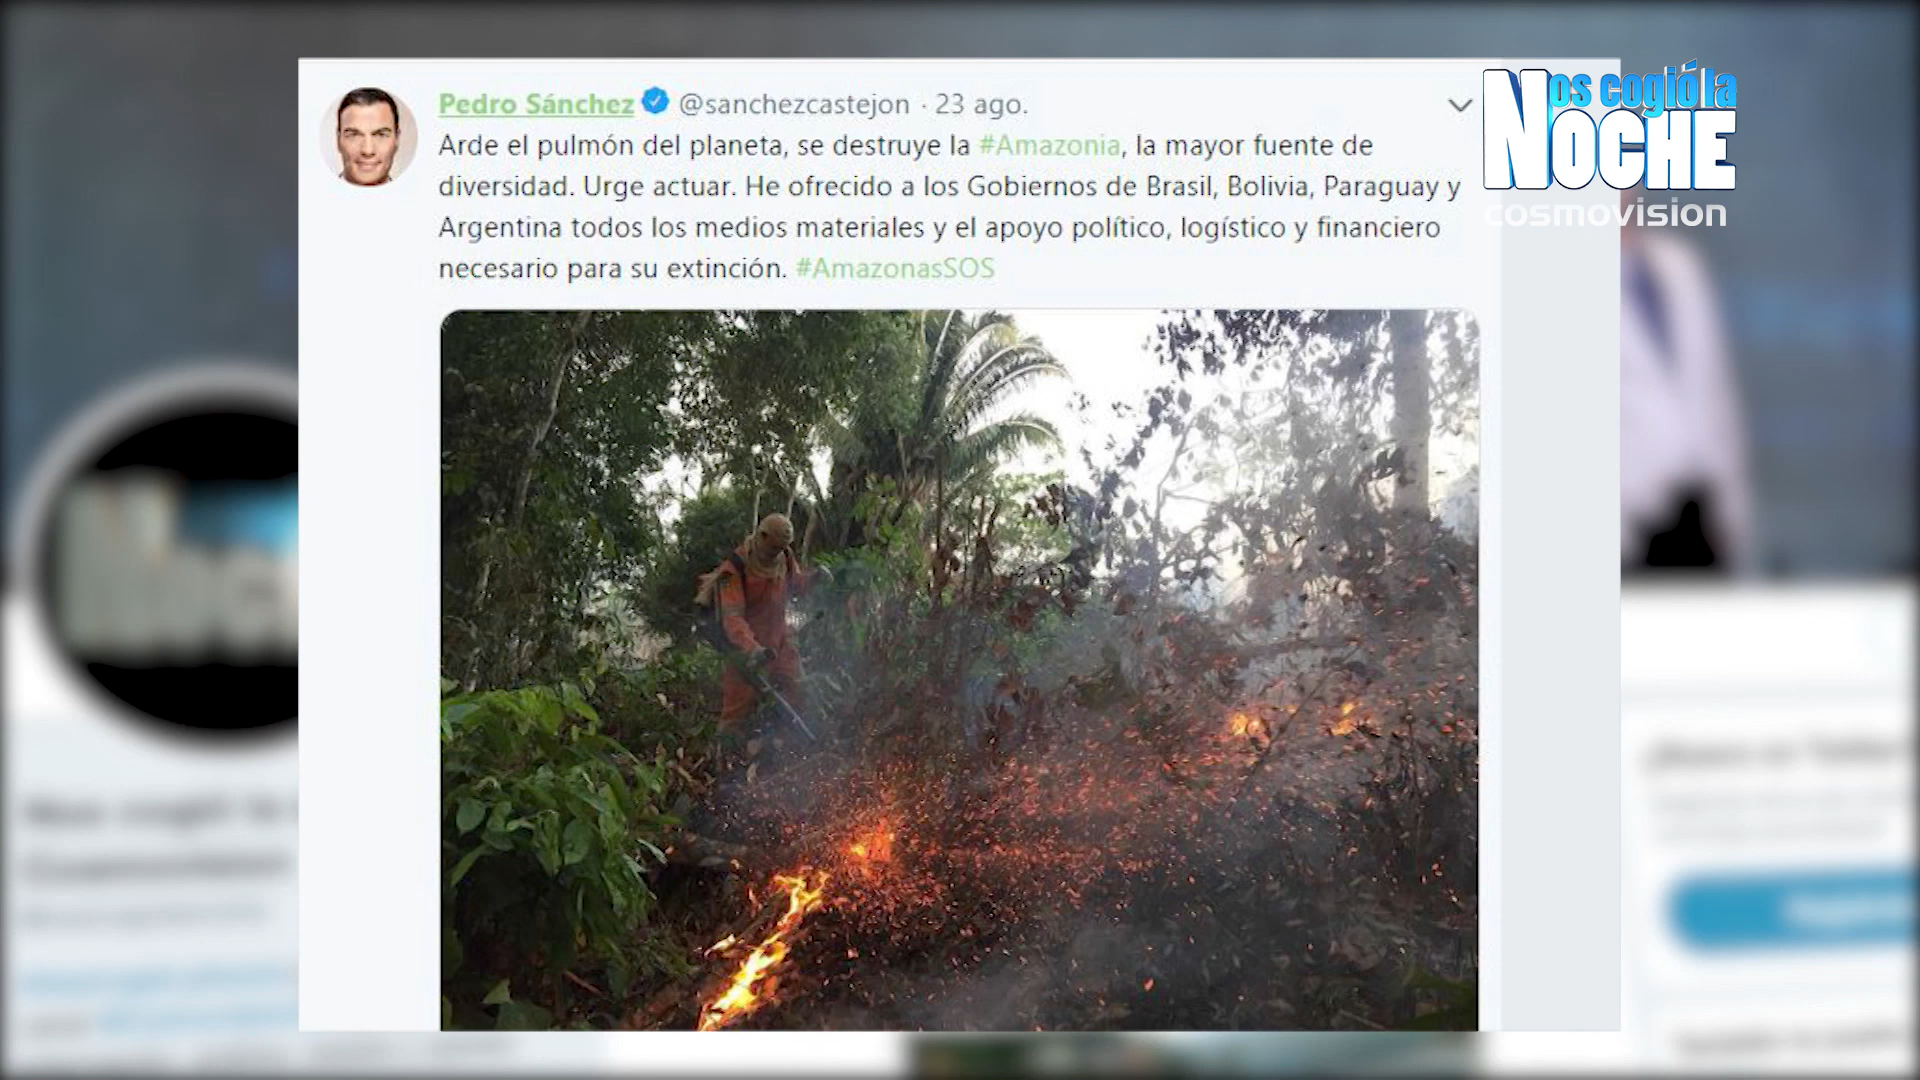 Pedro Sánchez @sanchezcastejon · 23 ago.
Arde el pulmón del planeta, se destruye la #Amazonia, la mayor fuente de
diversidad. Urge actuar. He ofrecido a los Gobiernos de Brasil, Bolivia, Paraguay y
Argentina todos los medios materiales y el apoyo político, logístico y financiero
necesario para su extinción. #AmazonasSOS
Nos cogió la
NOCHE
cosmovision